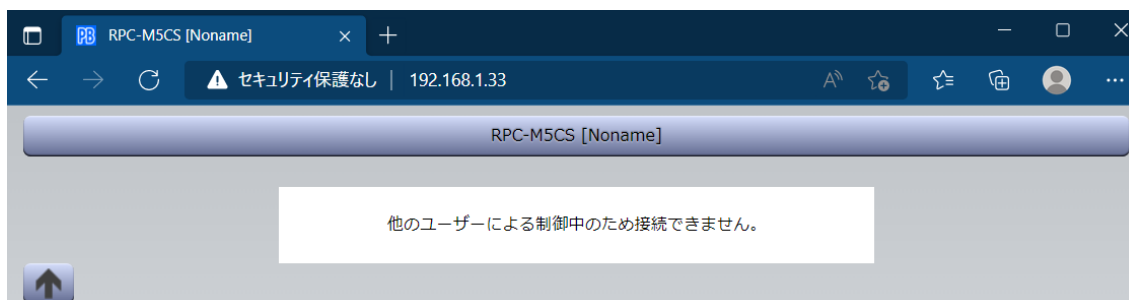 PB RPC-M5CS [Noname]
セキュリティ保護なし | 192.168.1.33
RPC-M5CS [Noname]
他のユーザーによる制御中のため接続できません。